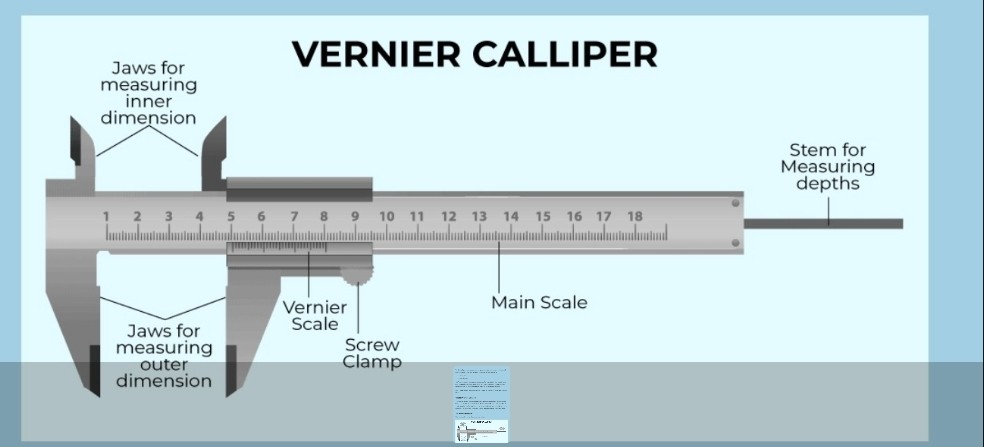 VERNIER CALLIPER
Jaws for
measuring
inner
dimension
Stem for
Measuring
depths
1 2 3 4 5 6 7 8 9 10 11 12 13 14 15 16 17 18
Vernier
Scale
Main Scale
Screw
Clamp
Jaws for
measuring
outer
dimension